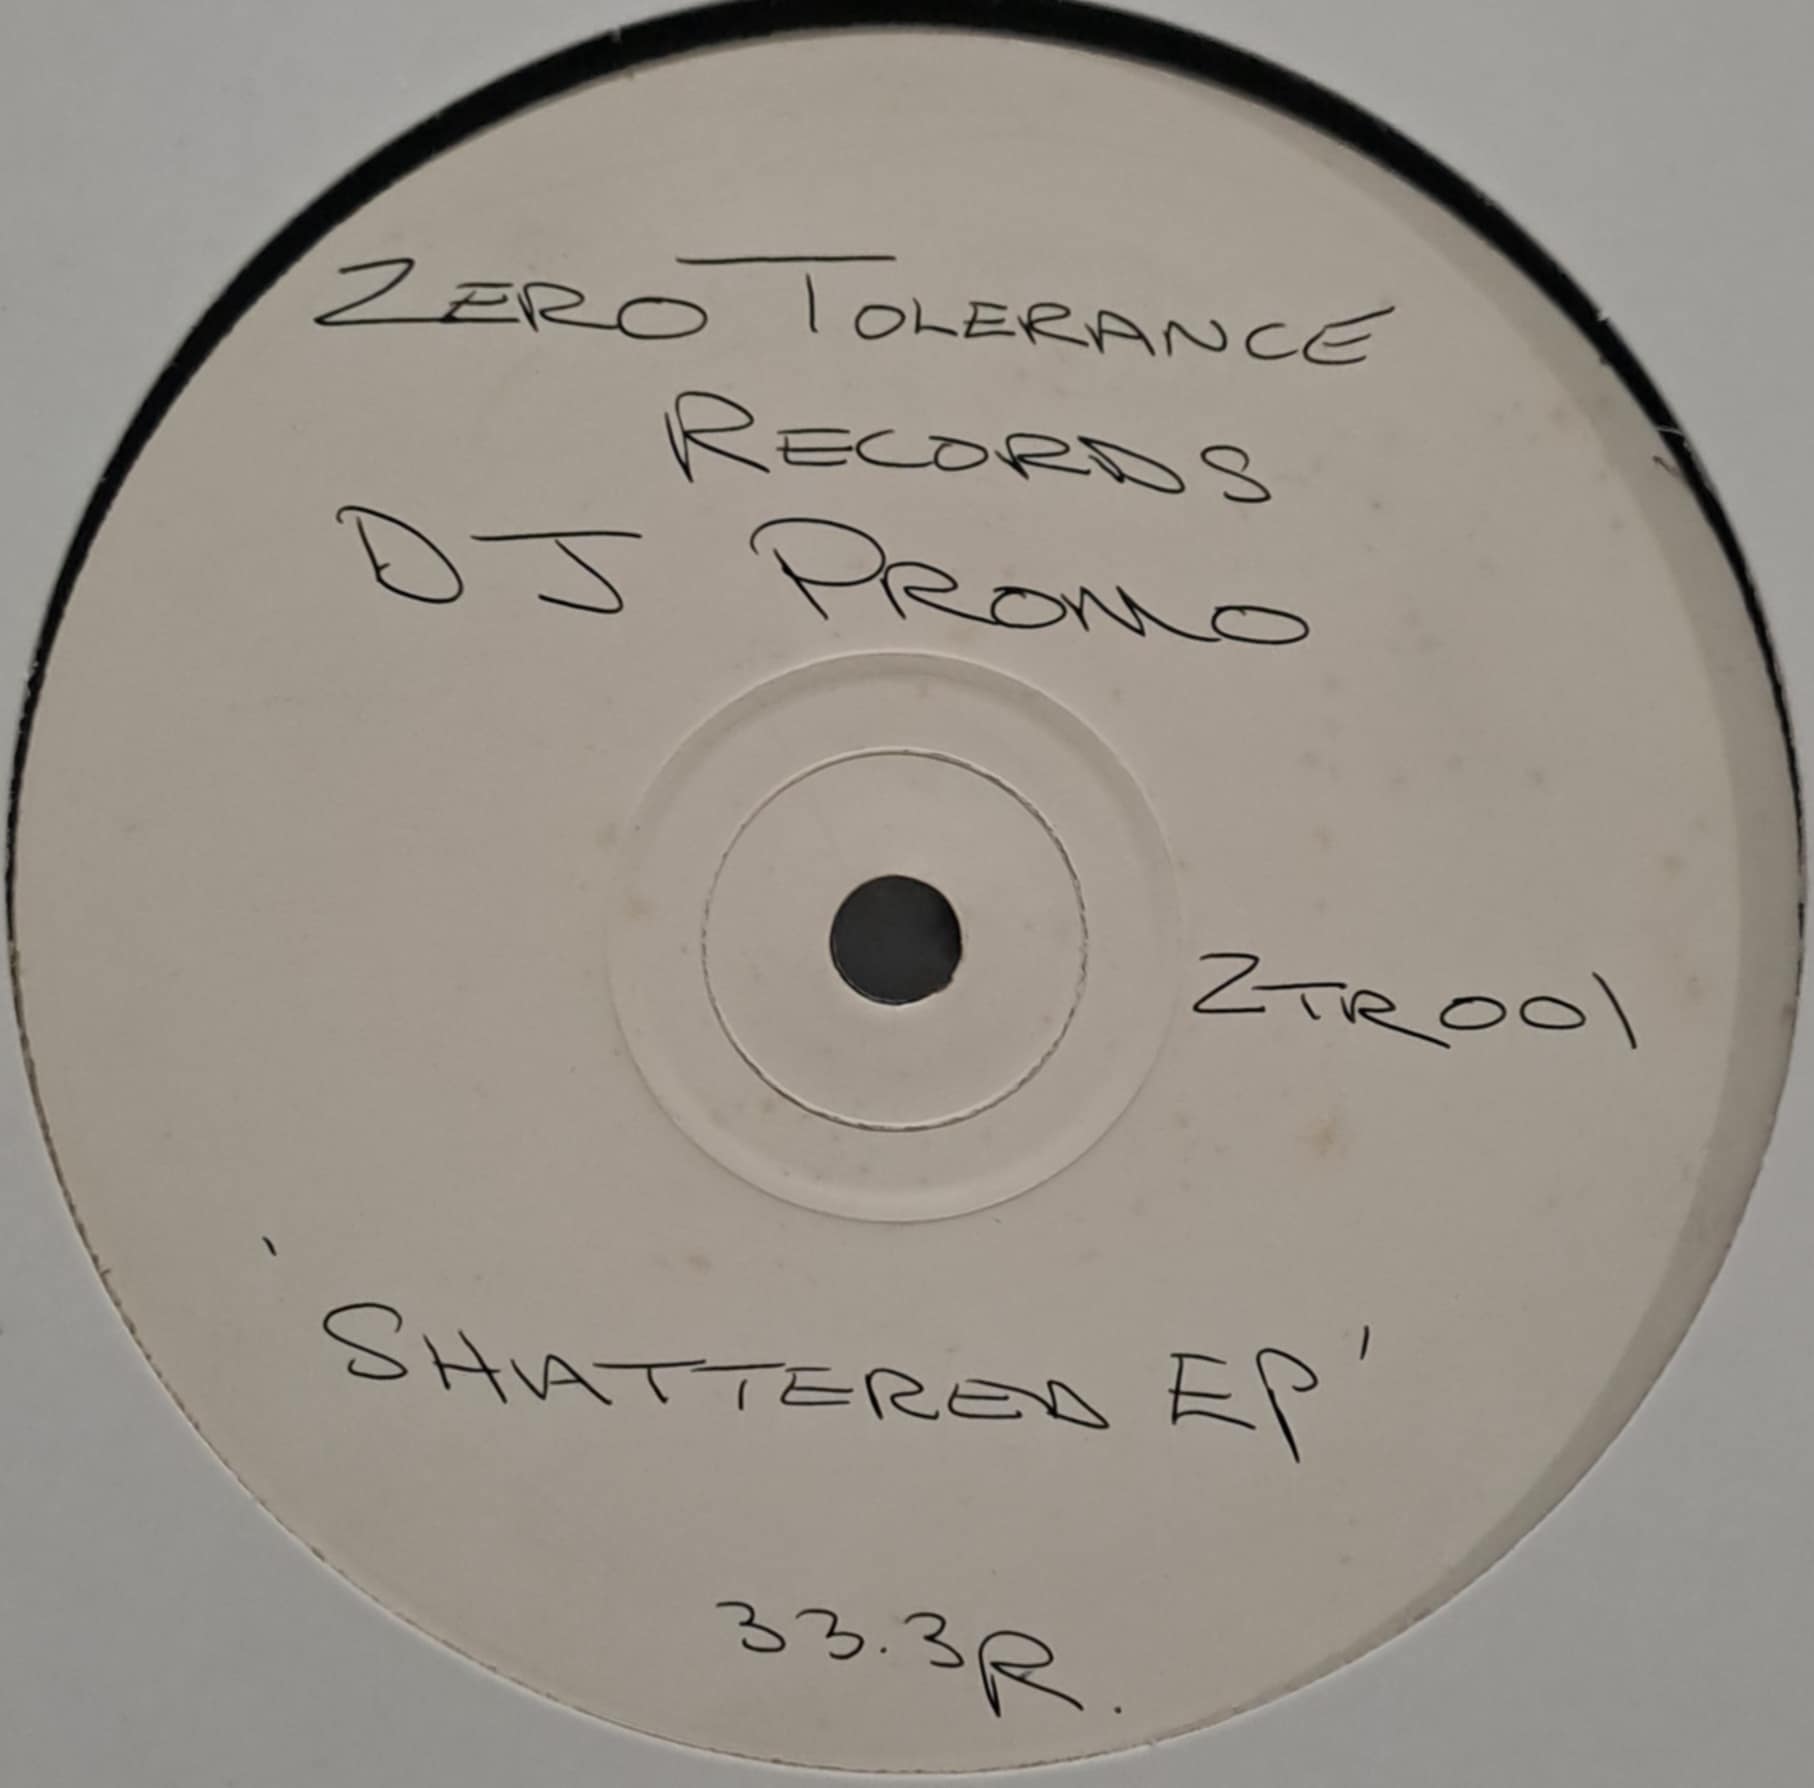 ZERO TOLERANCE
RECORDS
DJ PROMO
ZTR001
'SHATTERED EP'
33.3R.